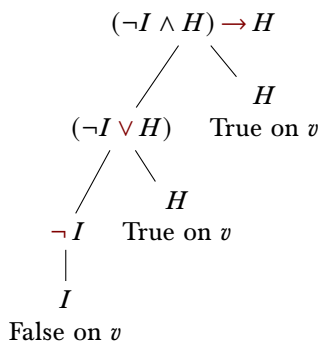 (¬I ∧ H) → H
H
True on v
(¬I ∨ H)
H
True on v
¬I
I
False on v